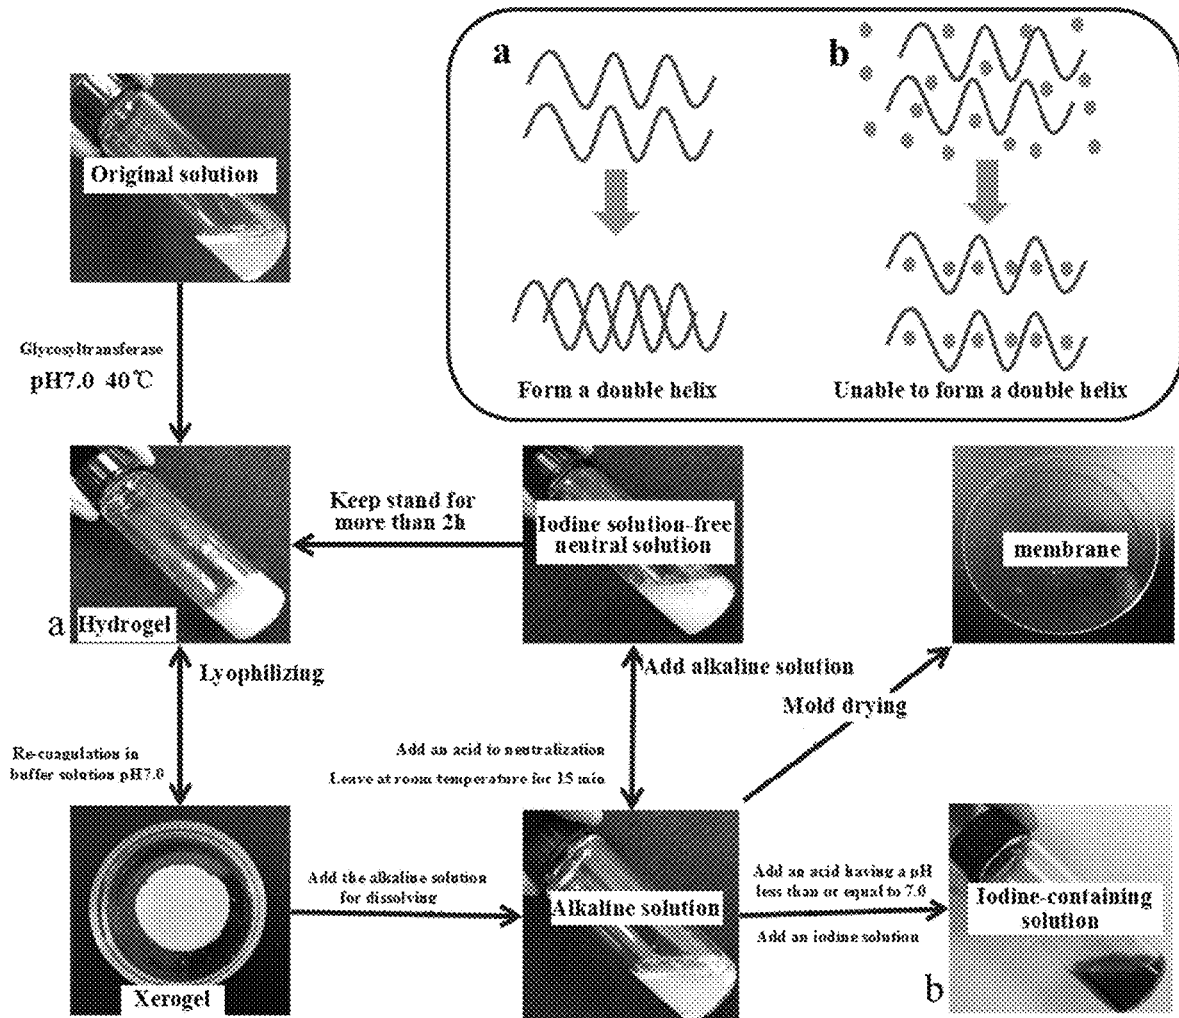 a
b
Form a double helix
Unable to form a double helix
Original solution
Glycosyltransferase
pH7.0 40℃
Keep stand for
more than 2h
Iodine solution-free
neutral solution
membrane
a
Hydrogel
Lyophilizing
Add alkaline solution
Mold drying
Re-coagulation in
buffer solution pH7.0
Add an acid to neutralization
Leave at room temperature for 15 min
Add the alkaline solution
for dissolving
Alkaline solution
Add an acid having a pH
less than or equal to 7.0
Add an iodine solution
Iodine-containing
solution
b
Xerogel